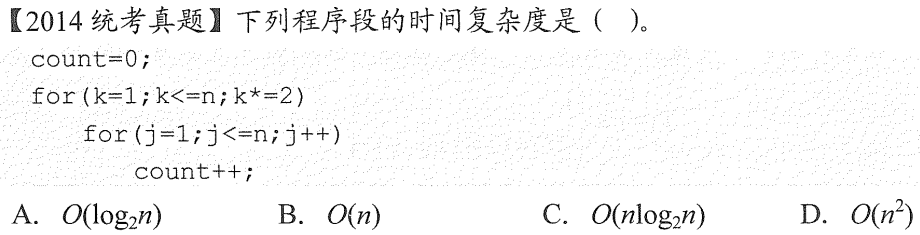 【2014 统考真题】下列程序段的时间复杂度是（ ）。
count=0;
for(k=1;k<=n;k*=2)
for(j=1;j<=n;j++)
count++;
A. O(log₂n) B. O(n) C. O(nlog₂n) D. O(n²)